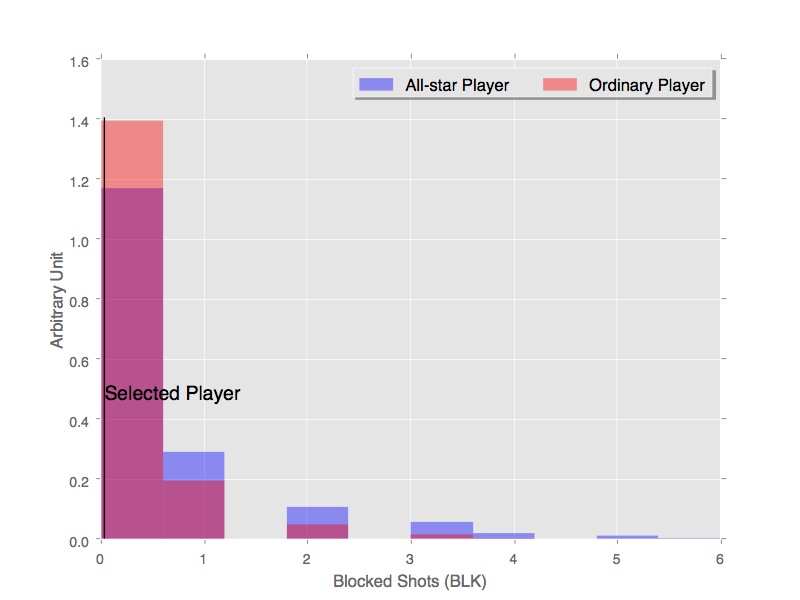 1.6
All-star Player Ordinary Player
1.4
1.2
1.0
0.8
0.6
0.4
0.2
0.0
Arbitrary Unit
Selected Player
0 1 2 3 4 5 6
Blocked Shots (BLK)